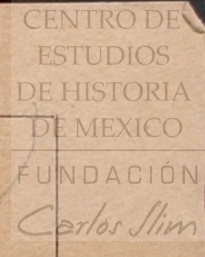 CENTRO DE
ESTUDIOS
DE HISTORIA
DE MEXICO
FUNDACIÓN
Carlos Slim